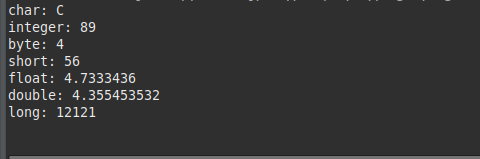 char: C
integer: 89
byte: 4
short: 56
float: 4.7333436
double: 4.355453532
long: 12121